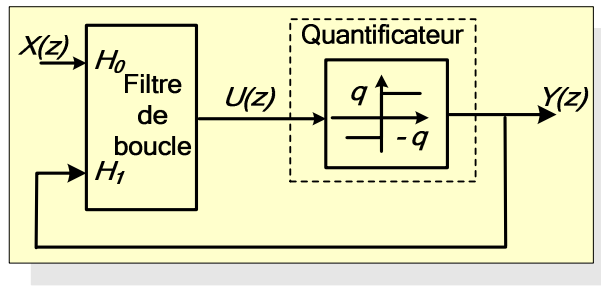 Quantificateur
X(z)
H0
Filtre
de
boucle
H1
U(z)
q
- q
Y(z)